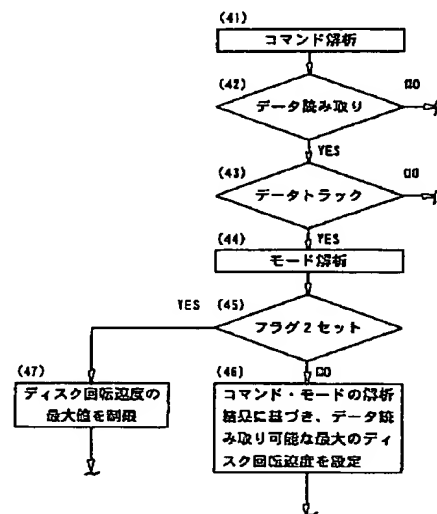 (41)
コマンド解析
(42)
データ読み取り
NO
YES
(43)
データトラック
NO
YES
(44)
モード解析
YES
(45)
フラグ2セット
NO
(47)
ディスク回転速度の
最大値を制限
(46)
コマンド・モードの解析
結果に基づき、データ読
み取り可能な最大のディ
スク回転速度を設定